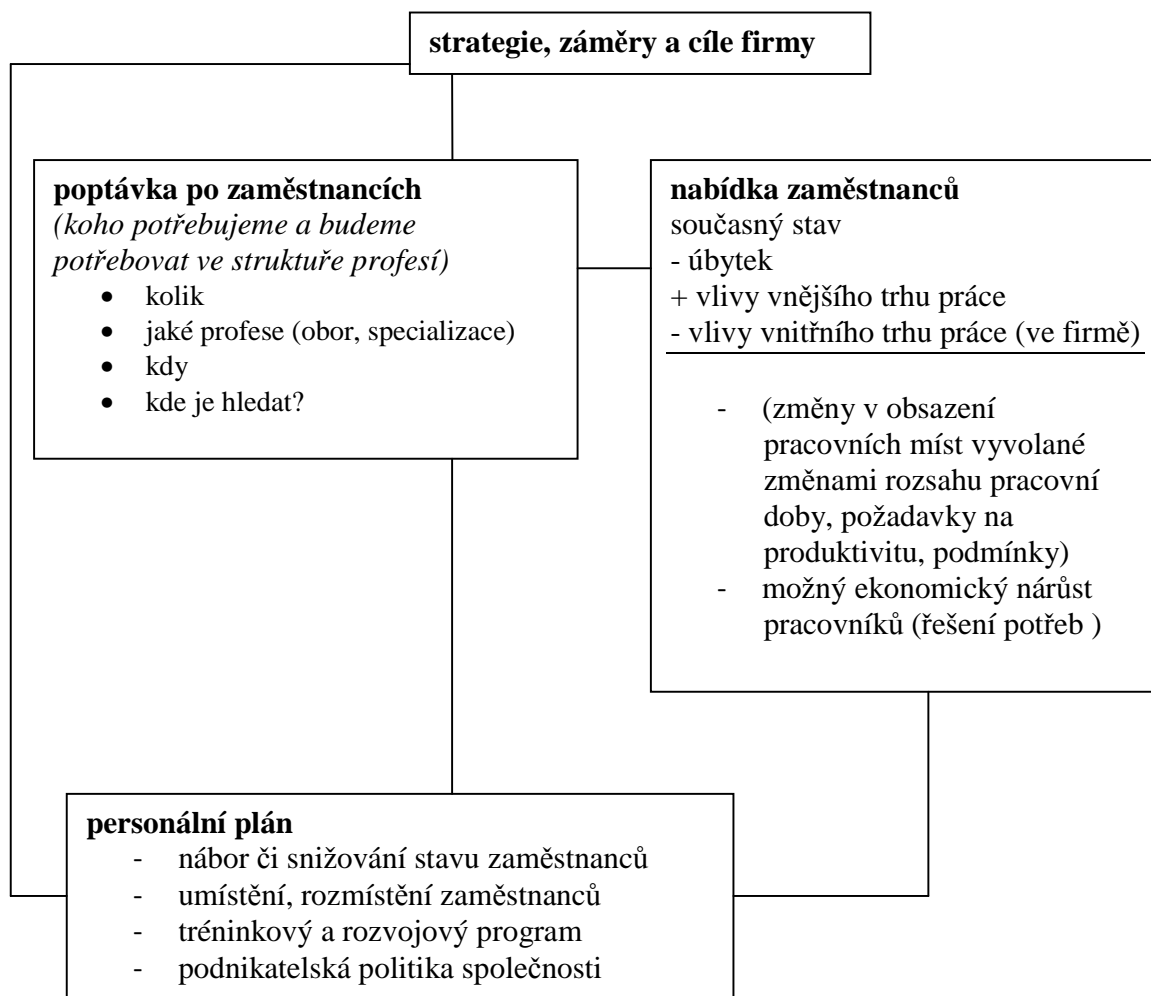 strategie, záměry a cíle firmy
poptávka po zaměstnancích
(koho potřebujeme a budeme
potřebovat ve struktuře profesí)
• kolik
• jaké profese (obor, specializace)
• kdy
• kde je hledat?
nabídka zaměstnanců
současný stav
- úbytek
+ vlivy vnějšího trhu práce
- vlivy vnitřního trhu práce (ve firmě)
- (změny v obsazení
pracovních míst vyvolané
změnami rozsahu pracovní
doby, požadavky na
produktivitu, podmínky)
- možný ekonomický nárůst
pracovníků (řešení potřeb )
personální plán
- nábor či snižování stavu zaměstnanců
- umístění, rozmístění zaměstnanců
- tréninkový a rozvojový program
- podnikatelská politika společnosti